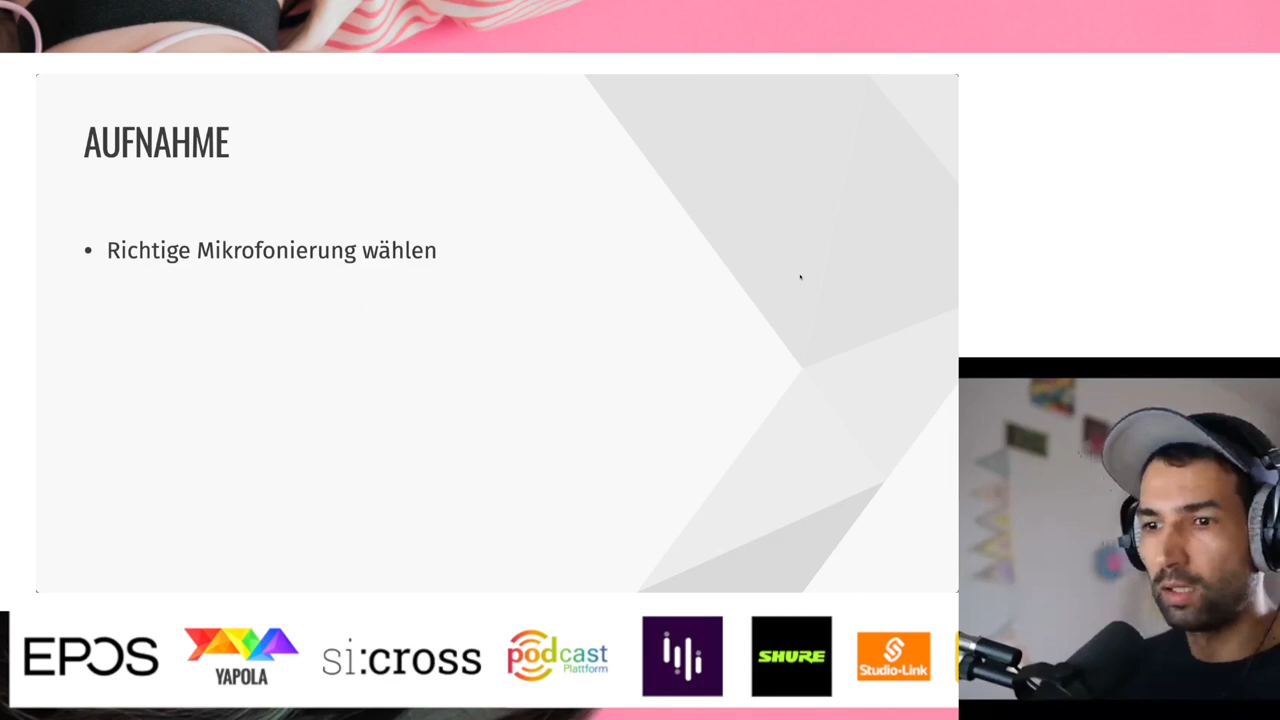 AUFNAHME
• Richtige Mikrofonierung wählen
EPOS
YAPOLA
si:cross
podcast
Plattform
SHURE
Studio-Link